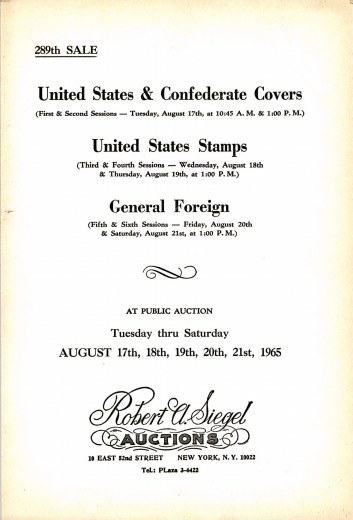 289th SALE
United States & Confederate Covers
(First & Second Sessions — Tuesday, August 17th, at 10:45 A. M. & 1:00 P. M.)
United States Stamps
(Third & Fourth Sessions — Wednesday, August 18th
& Thursday, August 19th, at 1:00 P. M.)
General Foreign
(Fifth & Sixth Sessions — Friday, August 20th
& Saturday, August 21st, at 1:00 P. M.)
AT PUBLIC AUCTION
Tuesday thru Saturday
AUGUST 17th, 18th, 19th, 20th, 21st, 1965
Robert A. Siegel
AUCTIONS
10 EAST 52nd STREET NEW YORK, N. Y. 10022
Tel.: PLaza 3-6422